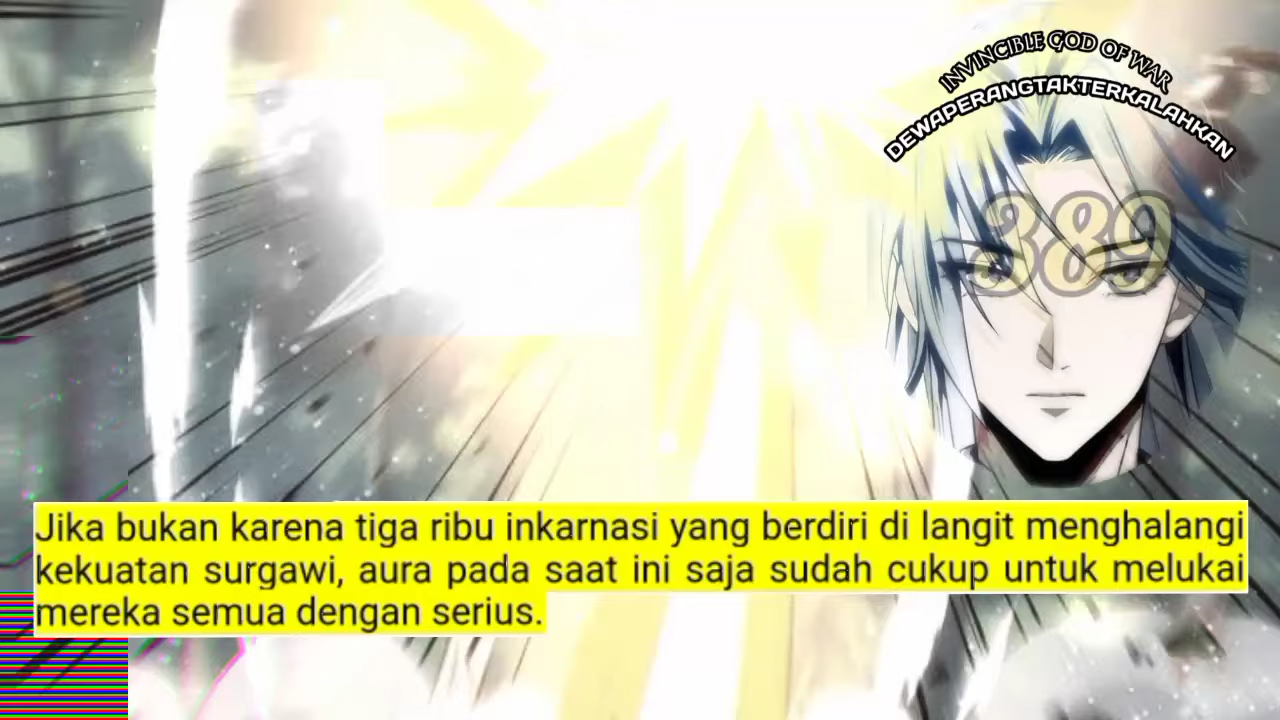 INVINCIBLE GOD OF WAR
DEWAPERANGTAKTERKALAHKAN
389
Jika bukan karena tiga ribu inkarnasi yang berdiri di langit menghalangi
kekuatan surgawi, aura pada saat ini saja sudah cukup untuk melukai
mereka semua dengan serius.